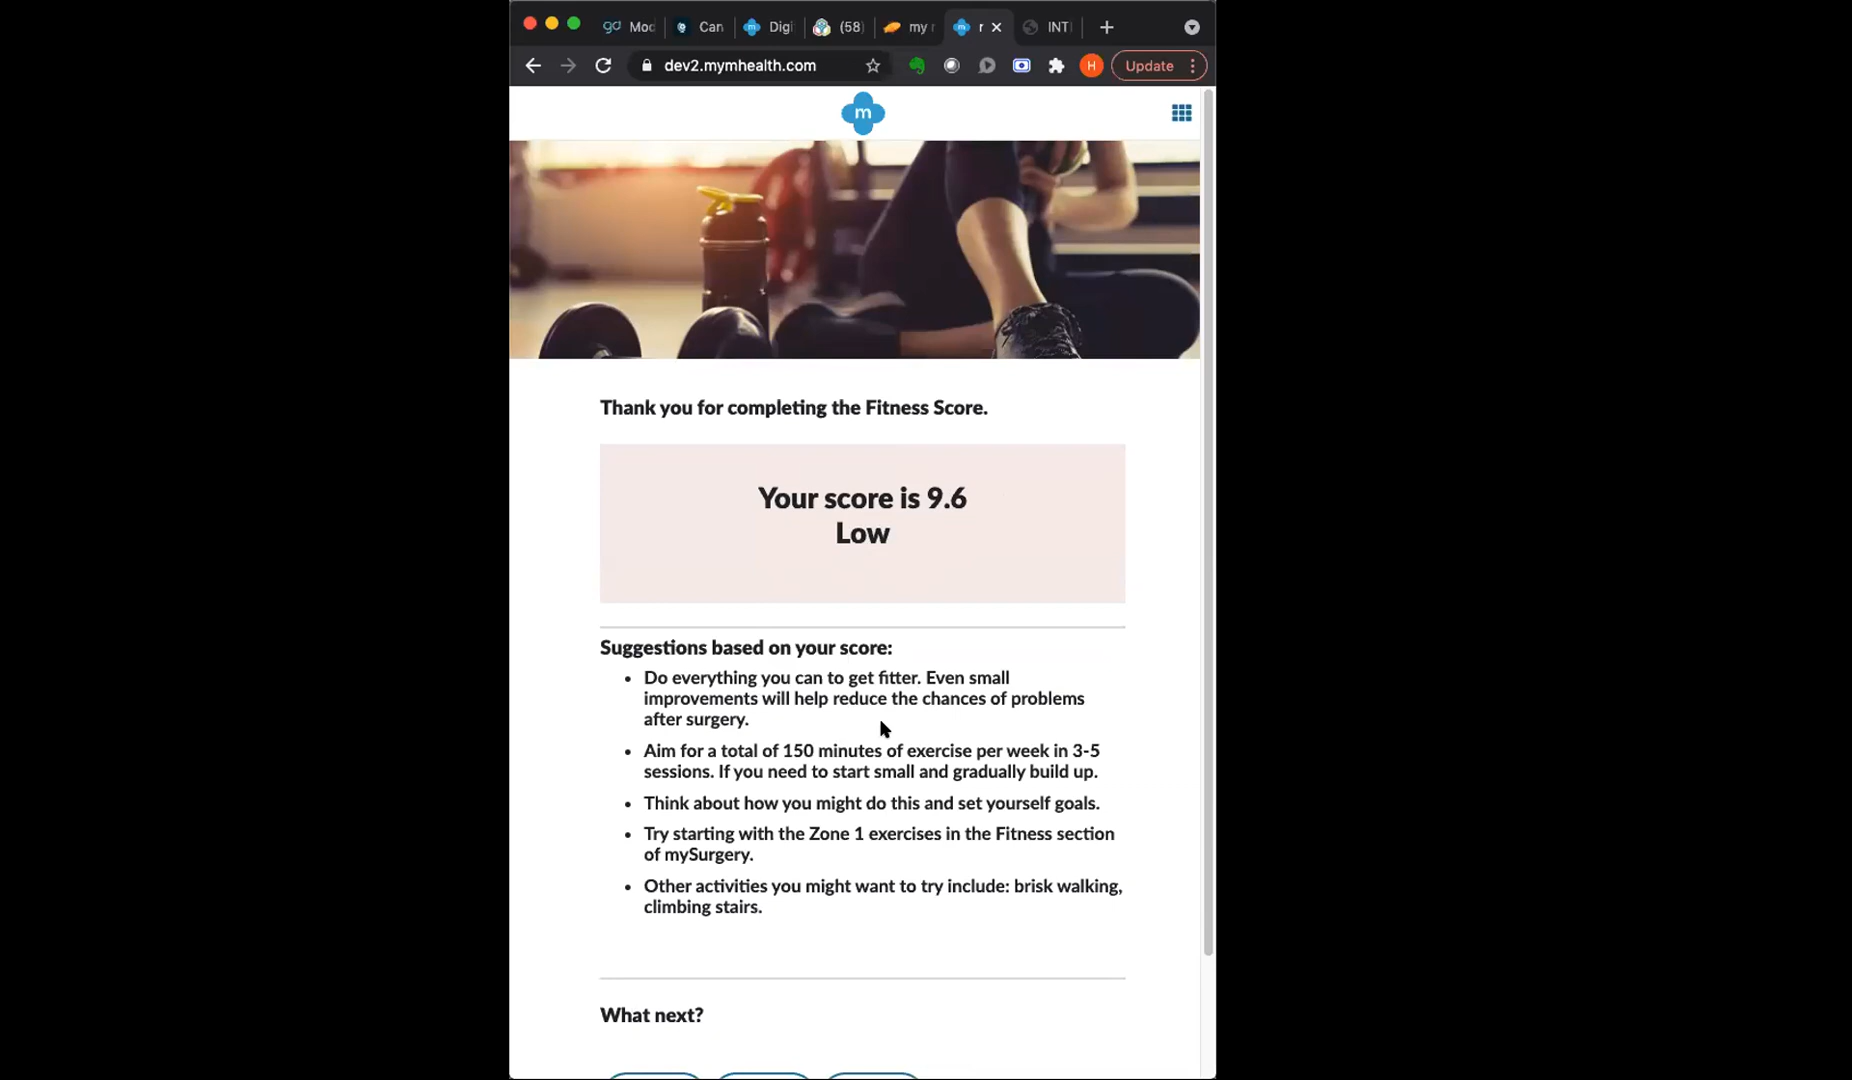 Mod
Can
Digi
(58)
my r
r
INTI
dev2.mymhealth.com
H
Update
m
Thank you for completing the Fitness Score.
Your score is 9.6
Low
Suggestions based on your score:
Do everything you can to get fitter. Even small
improvements will help reduce the chances of problems
after surgery.
Aim for a total of 150 minutes of exercise per week in 3-5
sessions. If you need to start small and gradually build up.
Think about how you might do this and set yourself goals.
Try starting with the Zone 1 exercises in the Fitness section
of mySurgery.
Other activities you might want to try include: brisk walking,
climbing stairs.
What next?